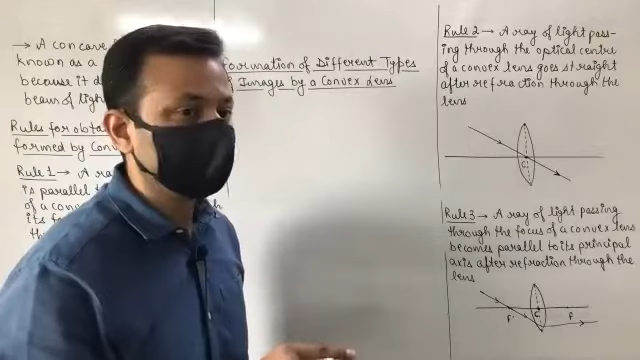 → A concave
known as a
because it d
beam of ligh
Rules for obta
formed by Conv
Rule 1 → A ra
is parallel t
of a conv
its fo
th
Formation of Different Types
of Images by a Convex Lens
Rule 2 → A ray of light pass-
ing through the optical centre
of a convex lens goes straight
after refraction through the
lens
C
Rule 3 → A ray of light passing
through the focus of a convex lens
becomes parallel to its principal
axis after refraction through the
lens
F' C F